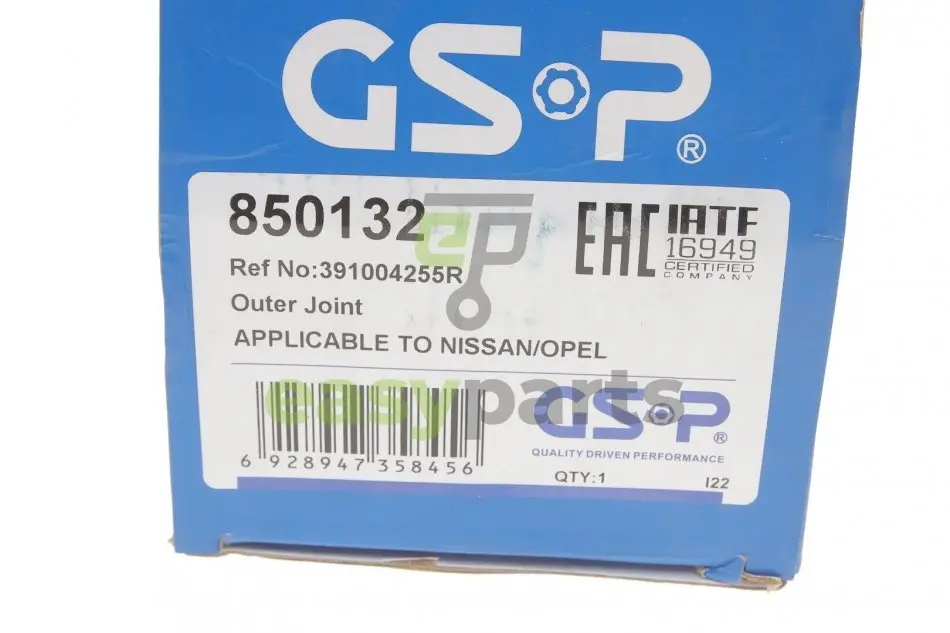 GSP®
850132
Ref No:391004255R
Outer Joint
APPLICABLE TO NISSAN/OPEL
EAC
IATF
16949
CERTIFIED
COMPANY
ep
easyparts
6 928947 358456
GSP®
QUALITY DRIVEN PERFORMANCE
QTY:1
I22